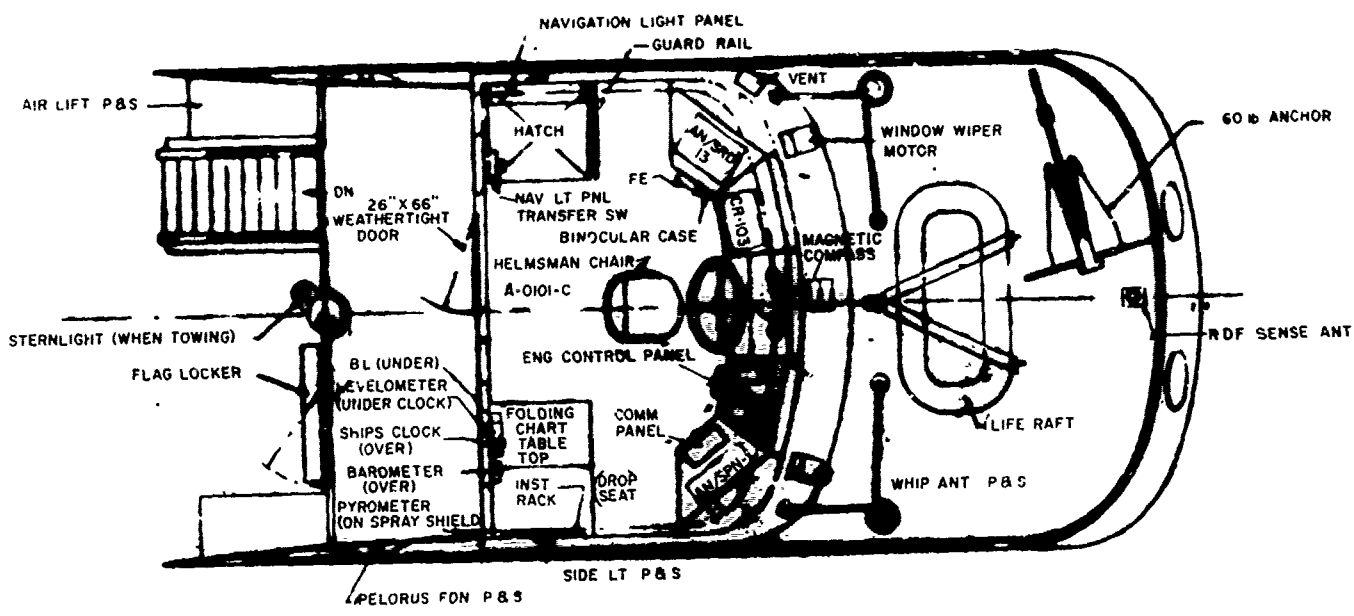 NAVIGATION LIGHT PANEL
GUARD RAIL
VENT
AIR LIFT P & S
HATCH
AN/SRD
13
WINDOW WIPER
MOTOR
60 lb ANCHOR
DN
26" X 66"
WEATHERTIGHT
DOOR
FE
NAV LT PNL
TRANSFER SW
CR-103
BINOCULAR CASE
MAGNETIC
COMPASS
HELMSMAN CHAIR
A-0101-C
STERNLIGHT (WHEN TOWING)
RDF SENSE ANT
ENG CONTROL PANEL
BL (UNDER)
FLAG LOCKER
LEVELOMETER
(UNDER CLOCK)
FOLDING
CHART
TABLE
TOP
COMM
PANEL
LIFE RAFT
SHIPS CLOCK
(OVER)
BAROMETER
(OVER)
INST
RACK
DROP
SEAT
WHIP ANT P & S
PYROMETER
(ON SPRAY SHIELD
SIDE LT P & S
PELORUS FDN P & S